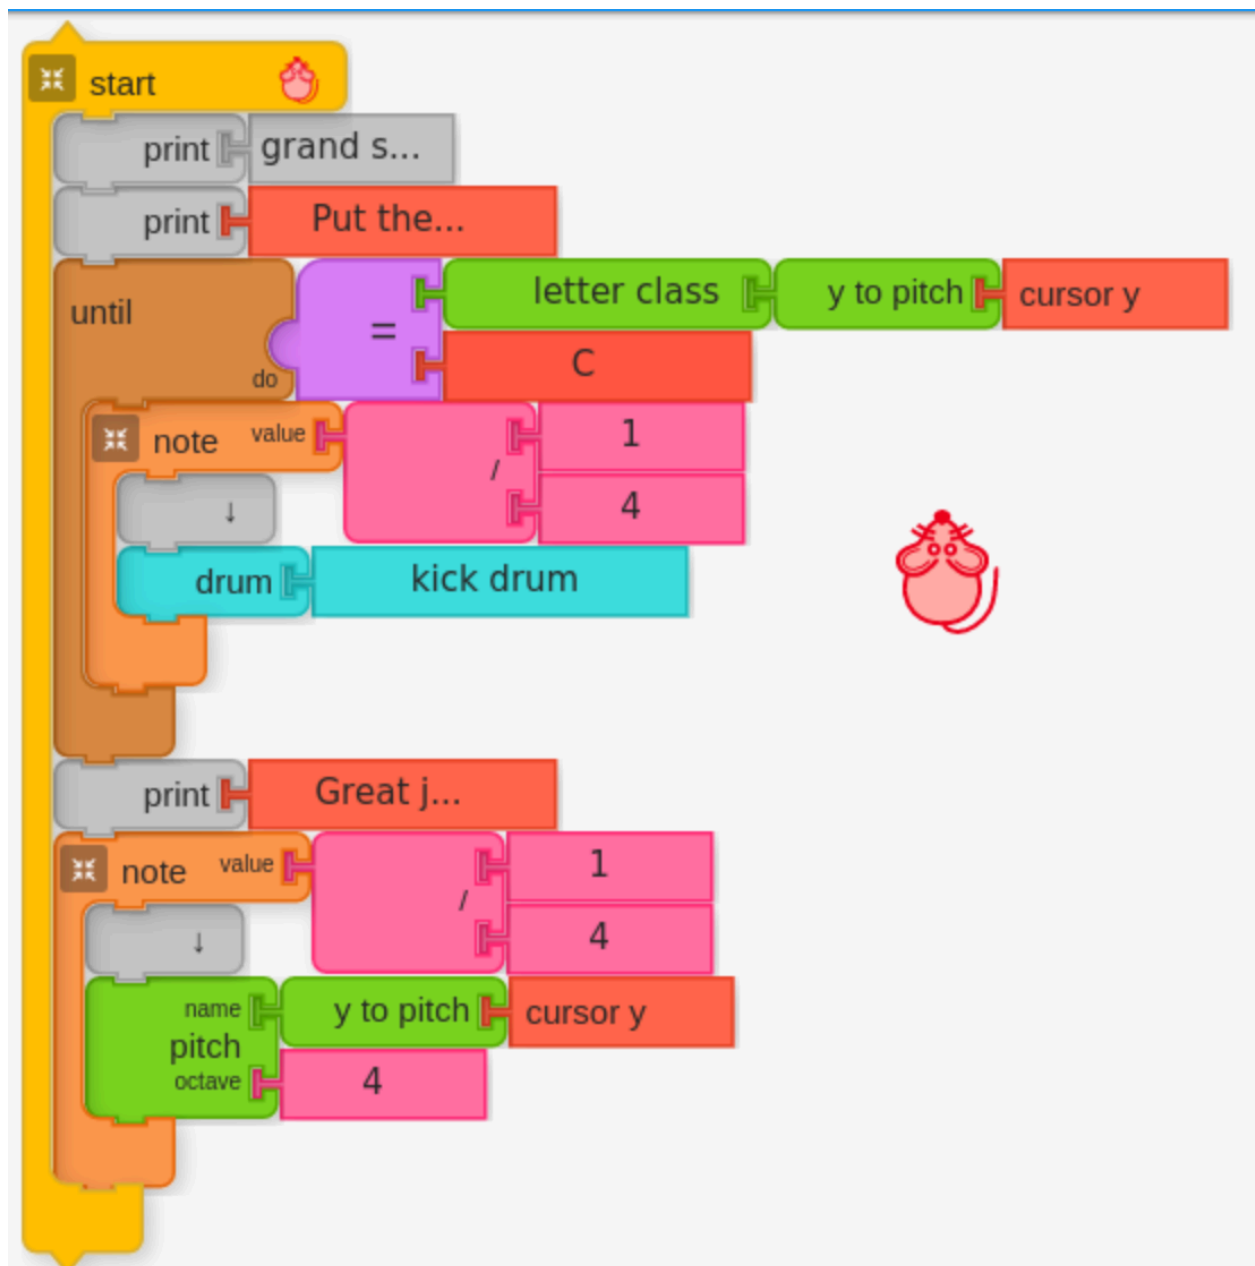 start
print grand s...
print Put the...
until = letter class y to pitch cursor y
do C
note value / 1
4
↓
drum kick drum
print Great j...
note value / 1
4
↓
name y to pitch cursor y
pitch
octave 4